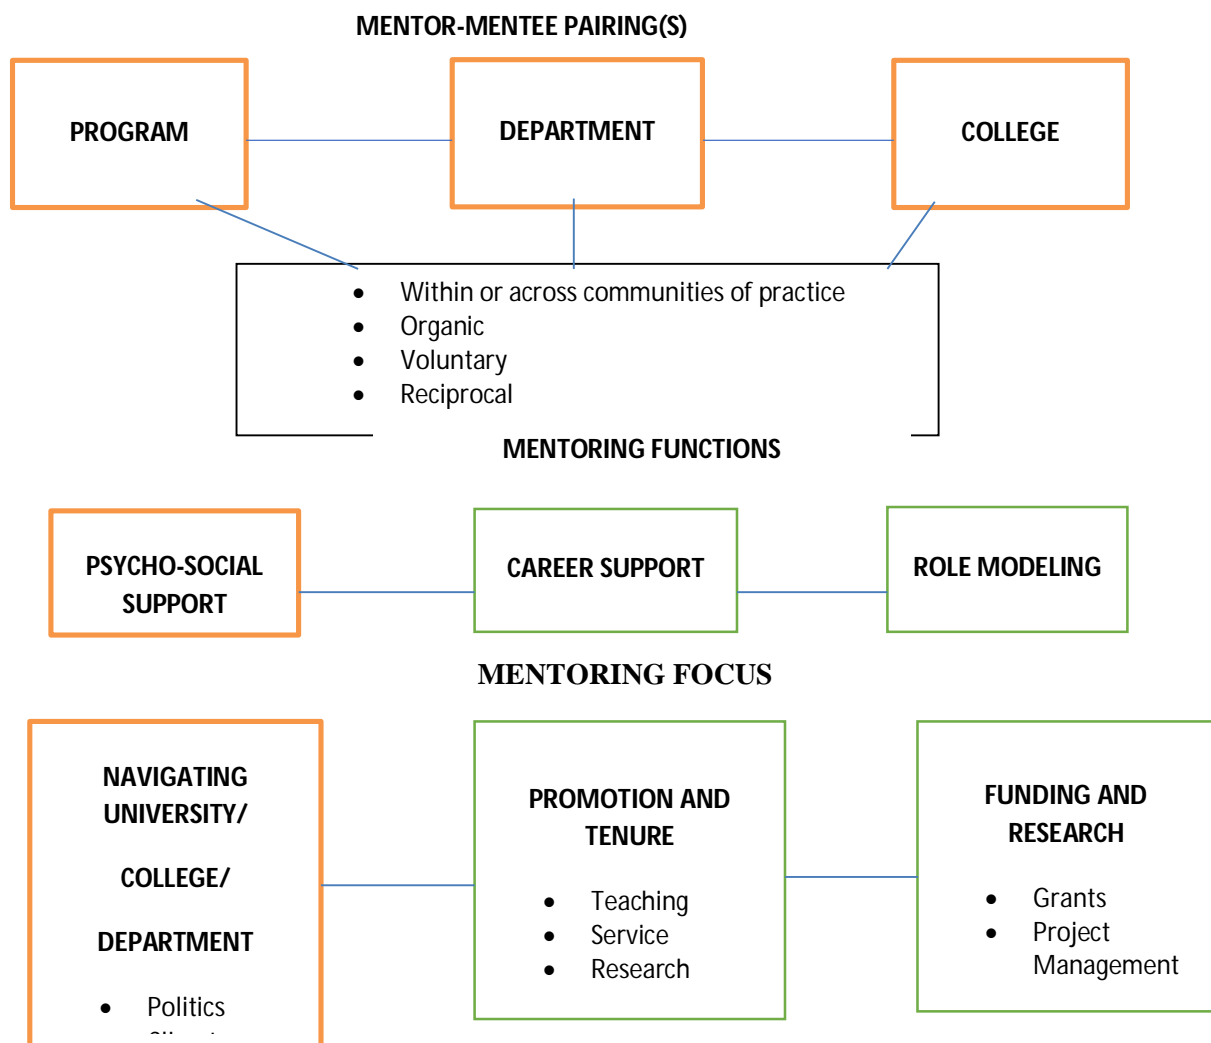 MENTOR-MENTEE PAIRING(S)
PROGRAM
DEPARTMENT
COLLEGE
• Within or across communities of practice
• Organic
• Voluntary
• Reciprocal
MENTORING FUNCTIONS
PSYCHO-SOCIAL
SUPPORT
CAREER SUPPORT
ROLE MODELING
MENTORING FOCUS
NAVIGATING
UNIVERSITY/
COLLEGE/
DEPARTMENT
• Politics
PROMOTION AND
TENURE
• Teaching
• Service
• Research
FUNDING AND
RESEARCH
• Grants
• Project
Management